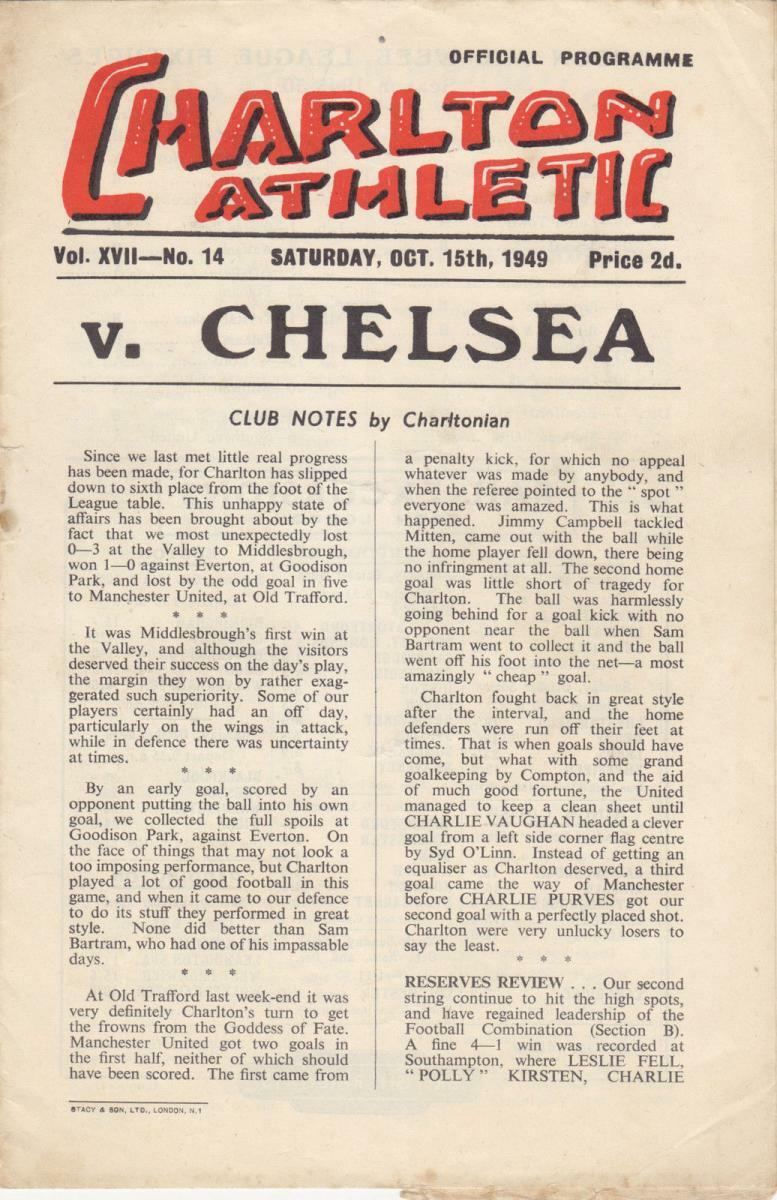 OFFICIAL PROGRAMME
CHARLTON
ATHLETIC
Vol. XVII—No. 14 SATURDAY, OCT. 15th, 1949 Price 2d.
v. CHELSEA
CLUB NOTES by Charltonian
Since we last met little real progress
has been made, for Charlton has slipped
down to sixth place from the foot of the
League table. This unhappy state of
affairs has been brought about by the
fact that we most unexpectedly lost
0—3 at the Valley to Middlesbrough,
won 1—0 against Everton, at Goodison
Park, and lost by the odd goal in five
to Manchester United, at Old Trafford.
* * *
It was Middlesbrough's first win at
the Valley, and although the visitors
deserved their success on the day's play,
the margin they won by rather exag-
gerated such superiority. Some of our
players certainly had an off day,
particularly on the wings in attack,
while in defence there was uncertainty
at times.
* * *
By an early goal, scored by an
opponent putting the ball into his own
goal, we collected the full spoils at
Goodison Park, against Everton. On
the face of things that may not look a
too imposing performance, but Charlton
played a lot of good football in this
game, and when it came to our defence
to do its stuff they performed in great
style. None did better than Sam
Bartram, who had one of his impassable
days.
* * *
At Old Trafford last week-end it was
very definitely Charlton's turn to get
the frowns from the Goddess of Fate.
Manchester United got two goals in
the first half, neither of which should
have been scored. The first came from
a penalty kick, for which no appeal
whatever was made by anybody, and
when the referee pointed to the " spot "
everyone was amazed. This is what
happened. Jimmy Campbell tackled
Mitten, came out with the ball while
the home player fell down, there being
no infringment at all. The second home
goal was little short of tragedy for
Charlton. The ball was harmlessly
going behind for a goal kick with no
opponent near the ball when Sam
Bartram went to collect it and the ball
went off his foot into the net—a most
amazingly " cheap " goal.
Charlton fought back in great style
after the interval, and the home
defenders were run off their feet at
times. That is when goals should have
come, but what with some grand
goalkeeping by Compton, and the aid
of much good fortune, the United
managed to keep a clean sheet until
CHARLIE VAUGHAN headed a clever
goal from a left side corner flag centre
by Syd O'Linn. Instead of getting an
equaliser as Charlton deserved, a third
goal came the way of Manchester
before CHARLIE PURVES got our
second goal with a perfectly placed shot.
Charlton were very unlucky losers to
say the least.
* * *
RESERVES REVIEW . . . Our second
string continue to hit the high spots,
and have regained leadership of the
Football Combination (Section B).
A fine 4—1 win was recorded at
Southampton, where LESLIE FELL,
" POLLY " KIRSTEN, CHARLIE
STACY & SON, LTD., LONDON, N.1